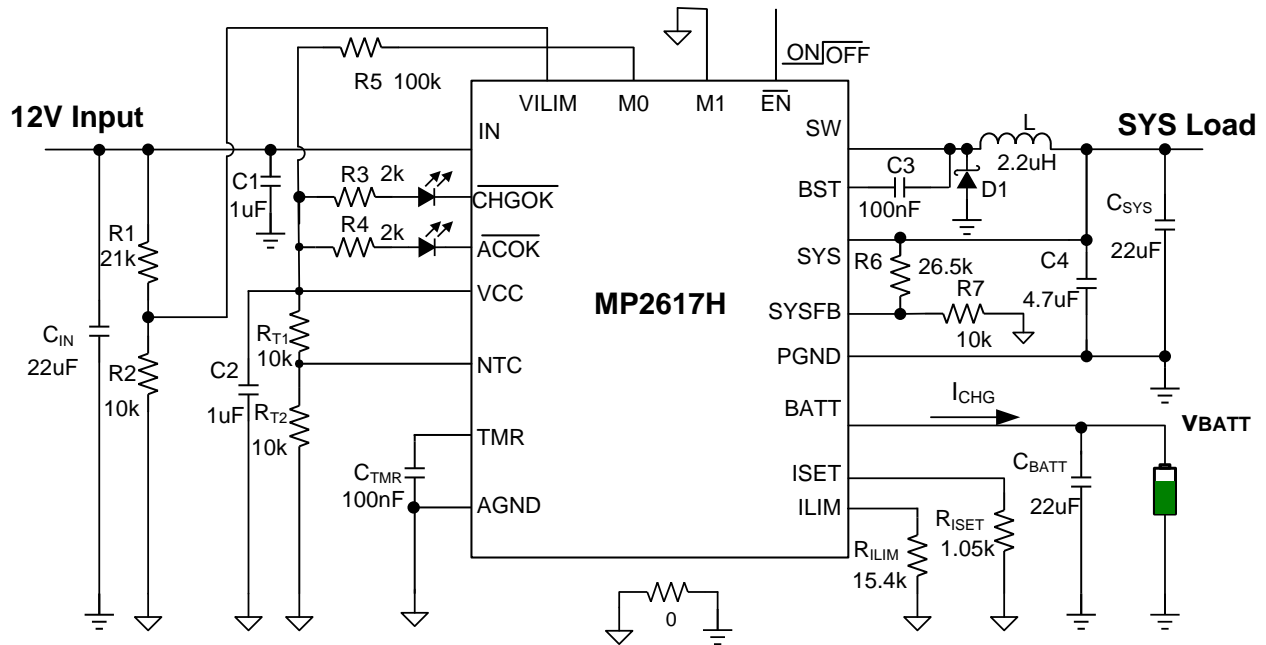 ON OFF
R5 100k
VILIM M0 M1 EN
12V Input
IN
SW
L
2.2uH
SYS Load
C1
1uF
R3 2k
CHGOK
R4 2k
ACOK
BST
C3
100nF
D1
CSYS
22uF
R1
21k
SYS
R6
26.5k
C4
4.7uF
VCC
MP2617H
SYSFB
R7
10k
CIN
22uF
RT1
10k
NTC
PGND
R2
10k
C2
1uF
RT2
10k
BATT
ICHG
VBATT
TMR
CTMR
100nF
AGND
ISET
ILIM
CBATT
22uF
RILIM
15.4k
RISET
1.05k
0